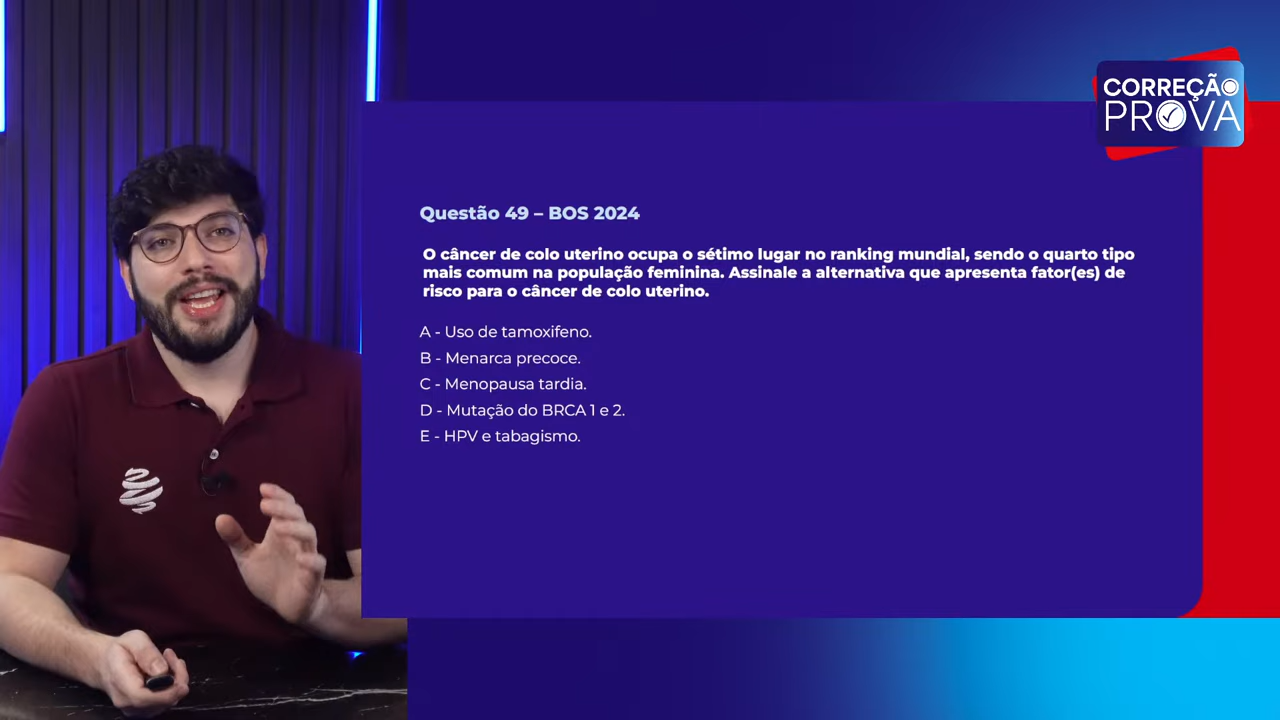 CORREÇÃO
PROVA
Questão 49 – BOS 2024
O câncer de colo uterino ocupa o sétimo lugar no ranking mundial, sendo o quarto tipo
mais comum na população feminina. Assinale a alternativa que apresenta fator(es) de
risco para o câncer de colo uterino.
A - Uso de tamoxifeno.
B - Menarca precoce.
C - Menopausa tardia.
D - Mutação do BRCA 1 e 2.
E - HPV e tabagismo.